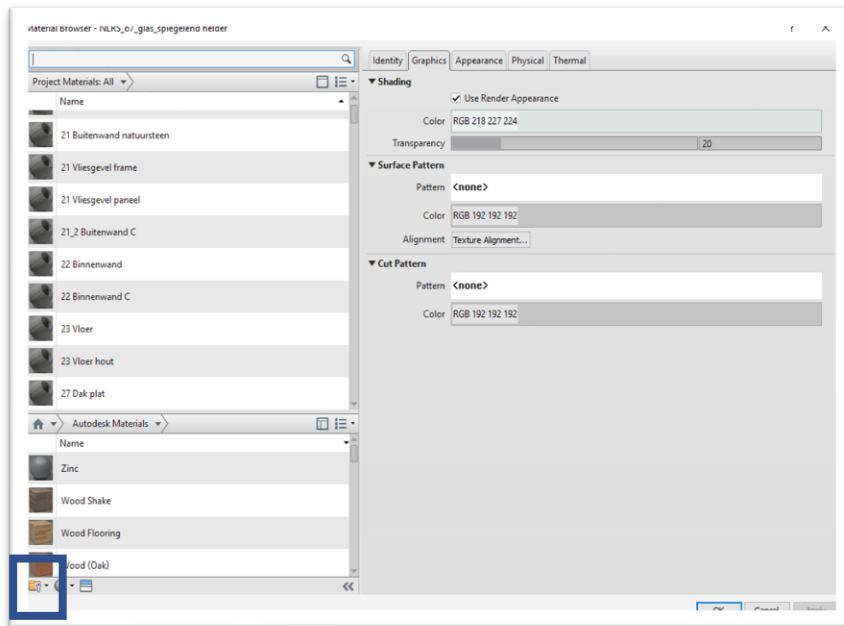 Material Browser - NLRS_67_glas_spiegelend helder
?
Identity Graphics Appearance Physical Thermal
Project Materials: All
Name
21 Buitenwand natuursteen
21 Vliesgevel frame
21 Vliesgevel paneel
21_2 Buitenwand C
22 Binnenwand
22 Binnenwand C
23 Vloer
23 Vloer hout
27 Dak plat
Autodesk Materials
Name
Zinc
Wood Shake
Wood Flooring
Wood (Oak)
Shading
Use Render Appearance
Color RGB 218 227 224
Transparency 20
Surface Pattern
Pattern <none>
Color RGB 192 192 192
Alignment Texture Alignment...
Cut Pattern
Pattern <none>
Color RGB 192 192 192
OK Cancel Apply